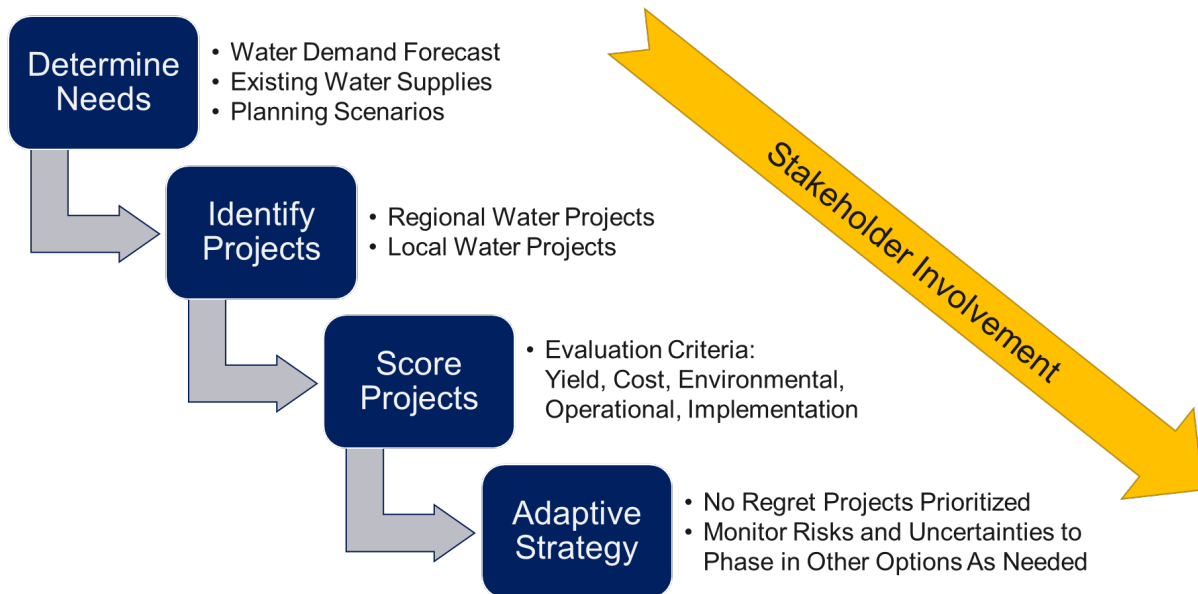 Determine
Needs
• Water Demand Forecast
• Existing Water Supplies
• Planning Scenarios
Identify
Projects
• Regional Water Projects
• Local Water Projects
Score
Projects
• Evaluation Criteria:
Yield, Cost, Environmental,
Operational, Implementation
Adaptive
Strategy
• No Regret Projects Prioritized
• Monitor Risks and Uncertainties to
Phase in Other Options As Needed
Stakeholder Involvement